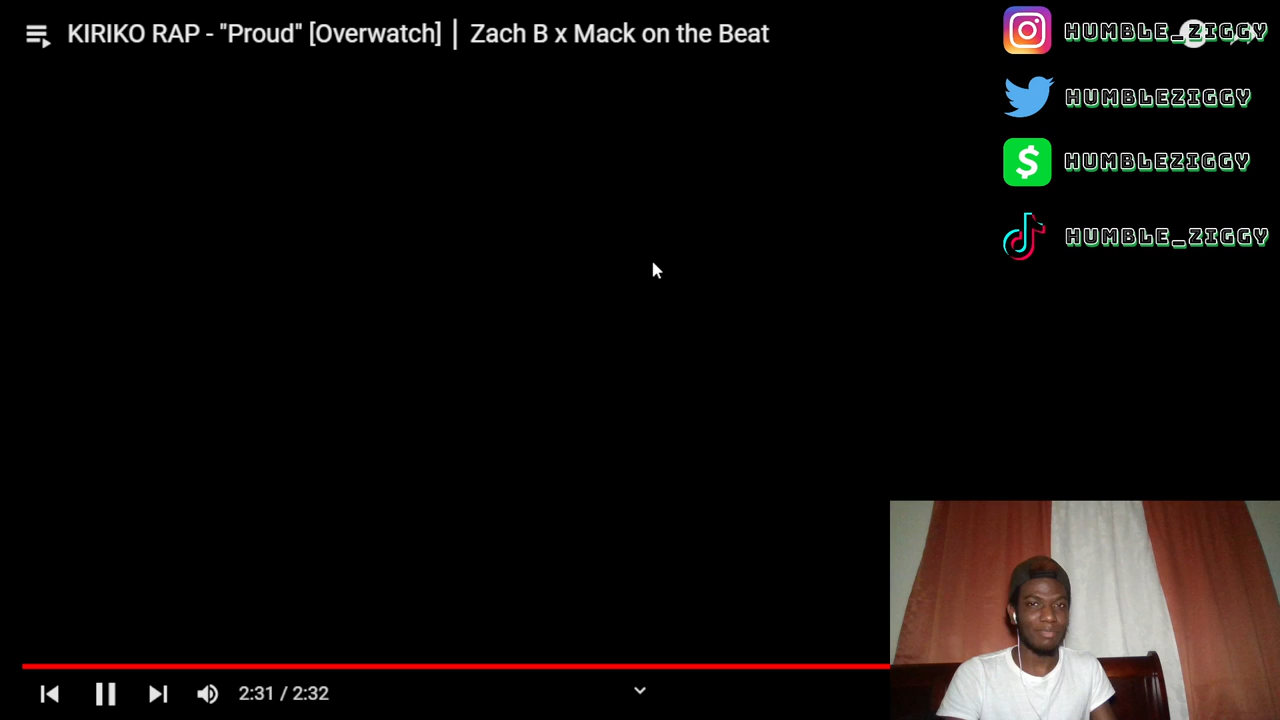 KIRIKO RAP - "Proud" [Overwatch] │ Zach B x Mack on the Beat
HUMBLE_ZIGGY
HUMBLEZIGGY
$ HUMBLEZIGGY
HUMBLE_ZIGGY
2:31 / 2:32